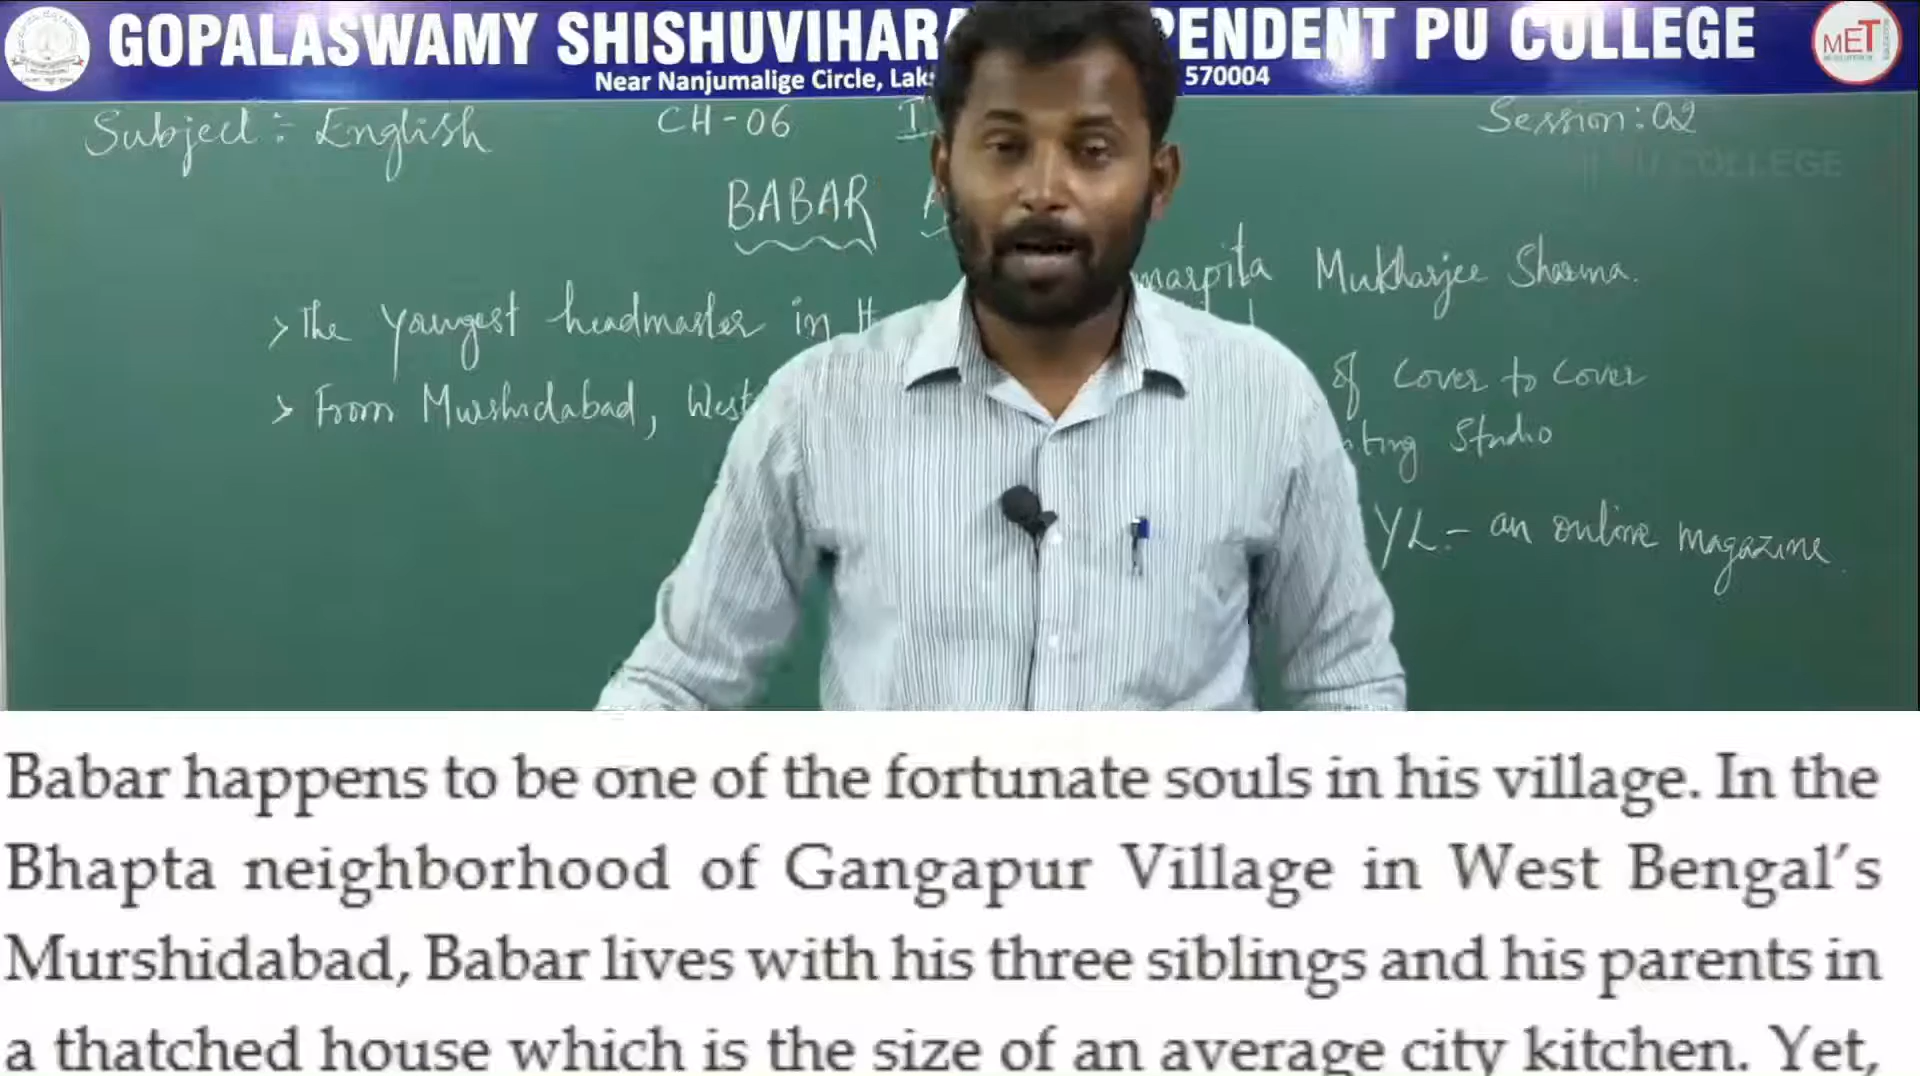 GOPALASWAMY SHISHUVIHAR PENDENT PU COLLEGE
MET
Near Nanjumalige Circle, Lak 570004
Subject :- English CH-06 Session: 02
PU COLLEGE
BABAR
marpita Mukharjee Sharma.
> The Youngest headmaster in
of Cover to Cover
> From Murshidabad, West
Studio
YL:- an online magazine.
Babar happens to be one of the fortunate souls in his village. In the
Bhapta neighborhood of Gangapur Village in West Bengal's
Murshidabad, Babar lives with his three siblings and his parents in
a thatched house which is the size of an average city kitchen. Yet,